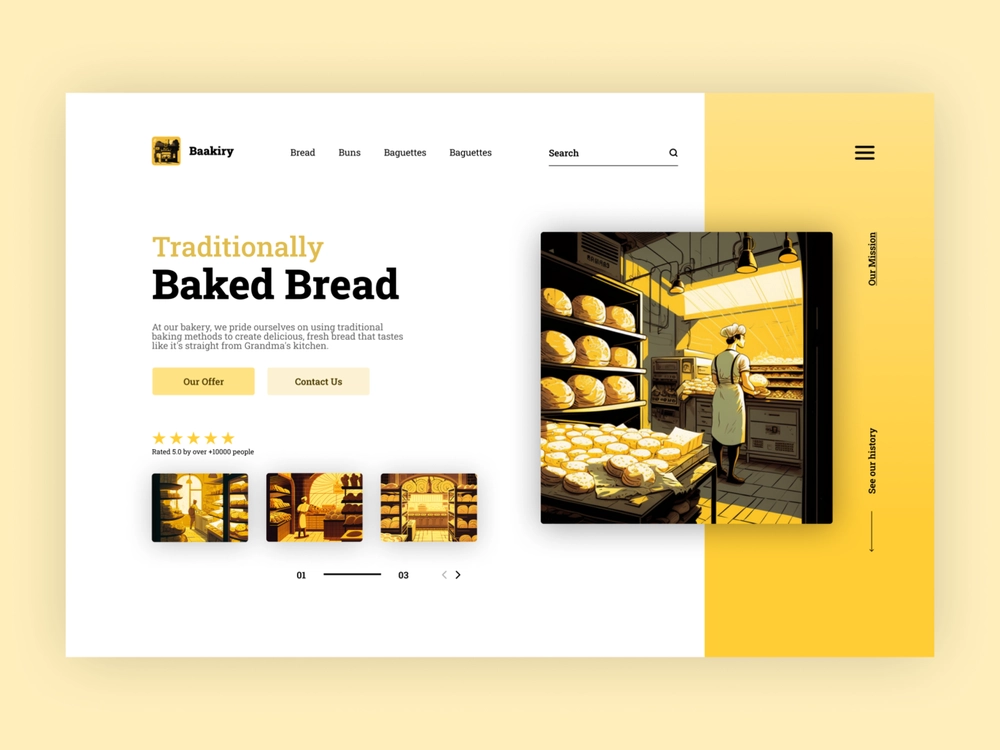 Baakiry
Bread
Buns
Baguettes
Baguettes
Search
Traditionally
Baked Bread
At our bakery, we pride ourselves on using traditional
baking methods to create delicious, fresh bread that tastes
like it's straight from Grandma's kitchen.
Our Offer
Contact Us
Rated 5.0 by over +10000 people
01
03
Our Mission
See our history